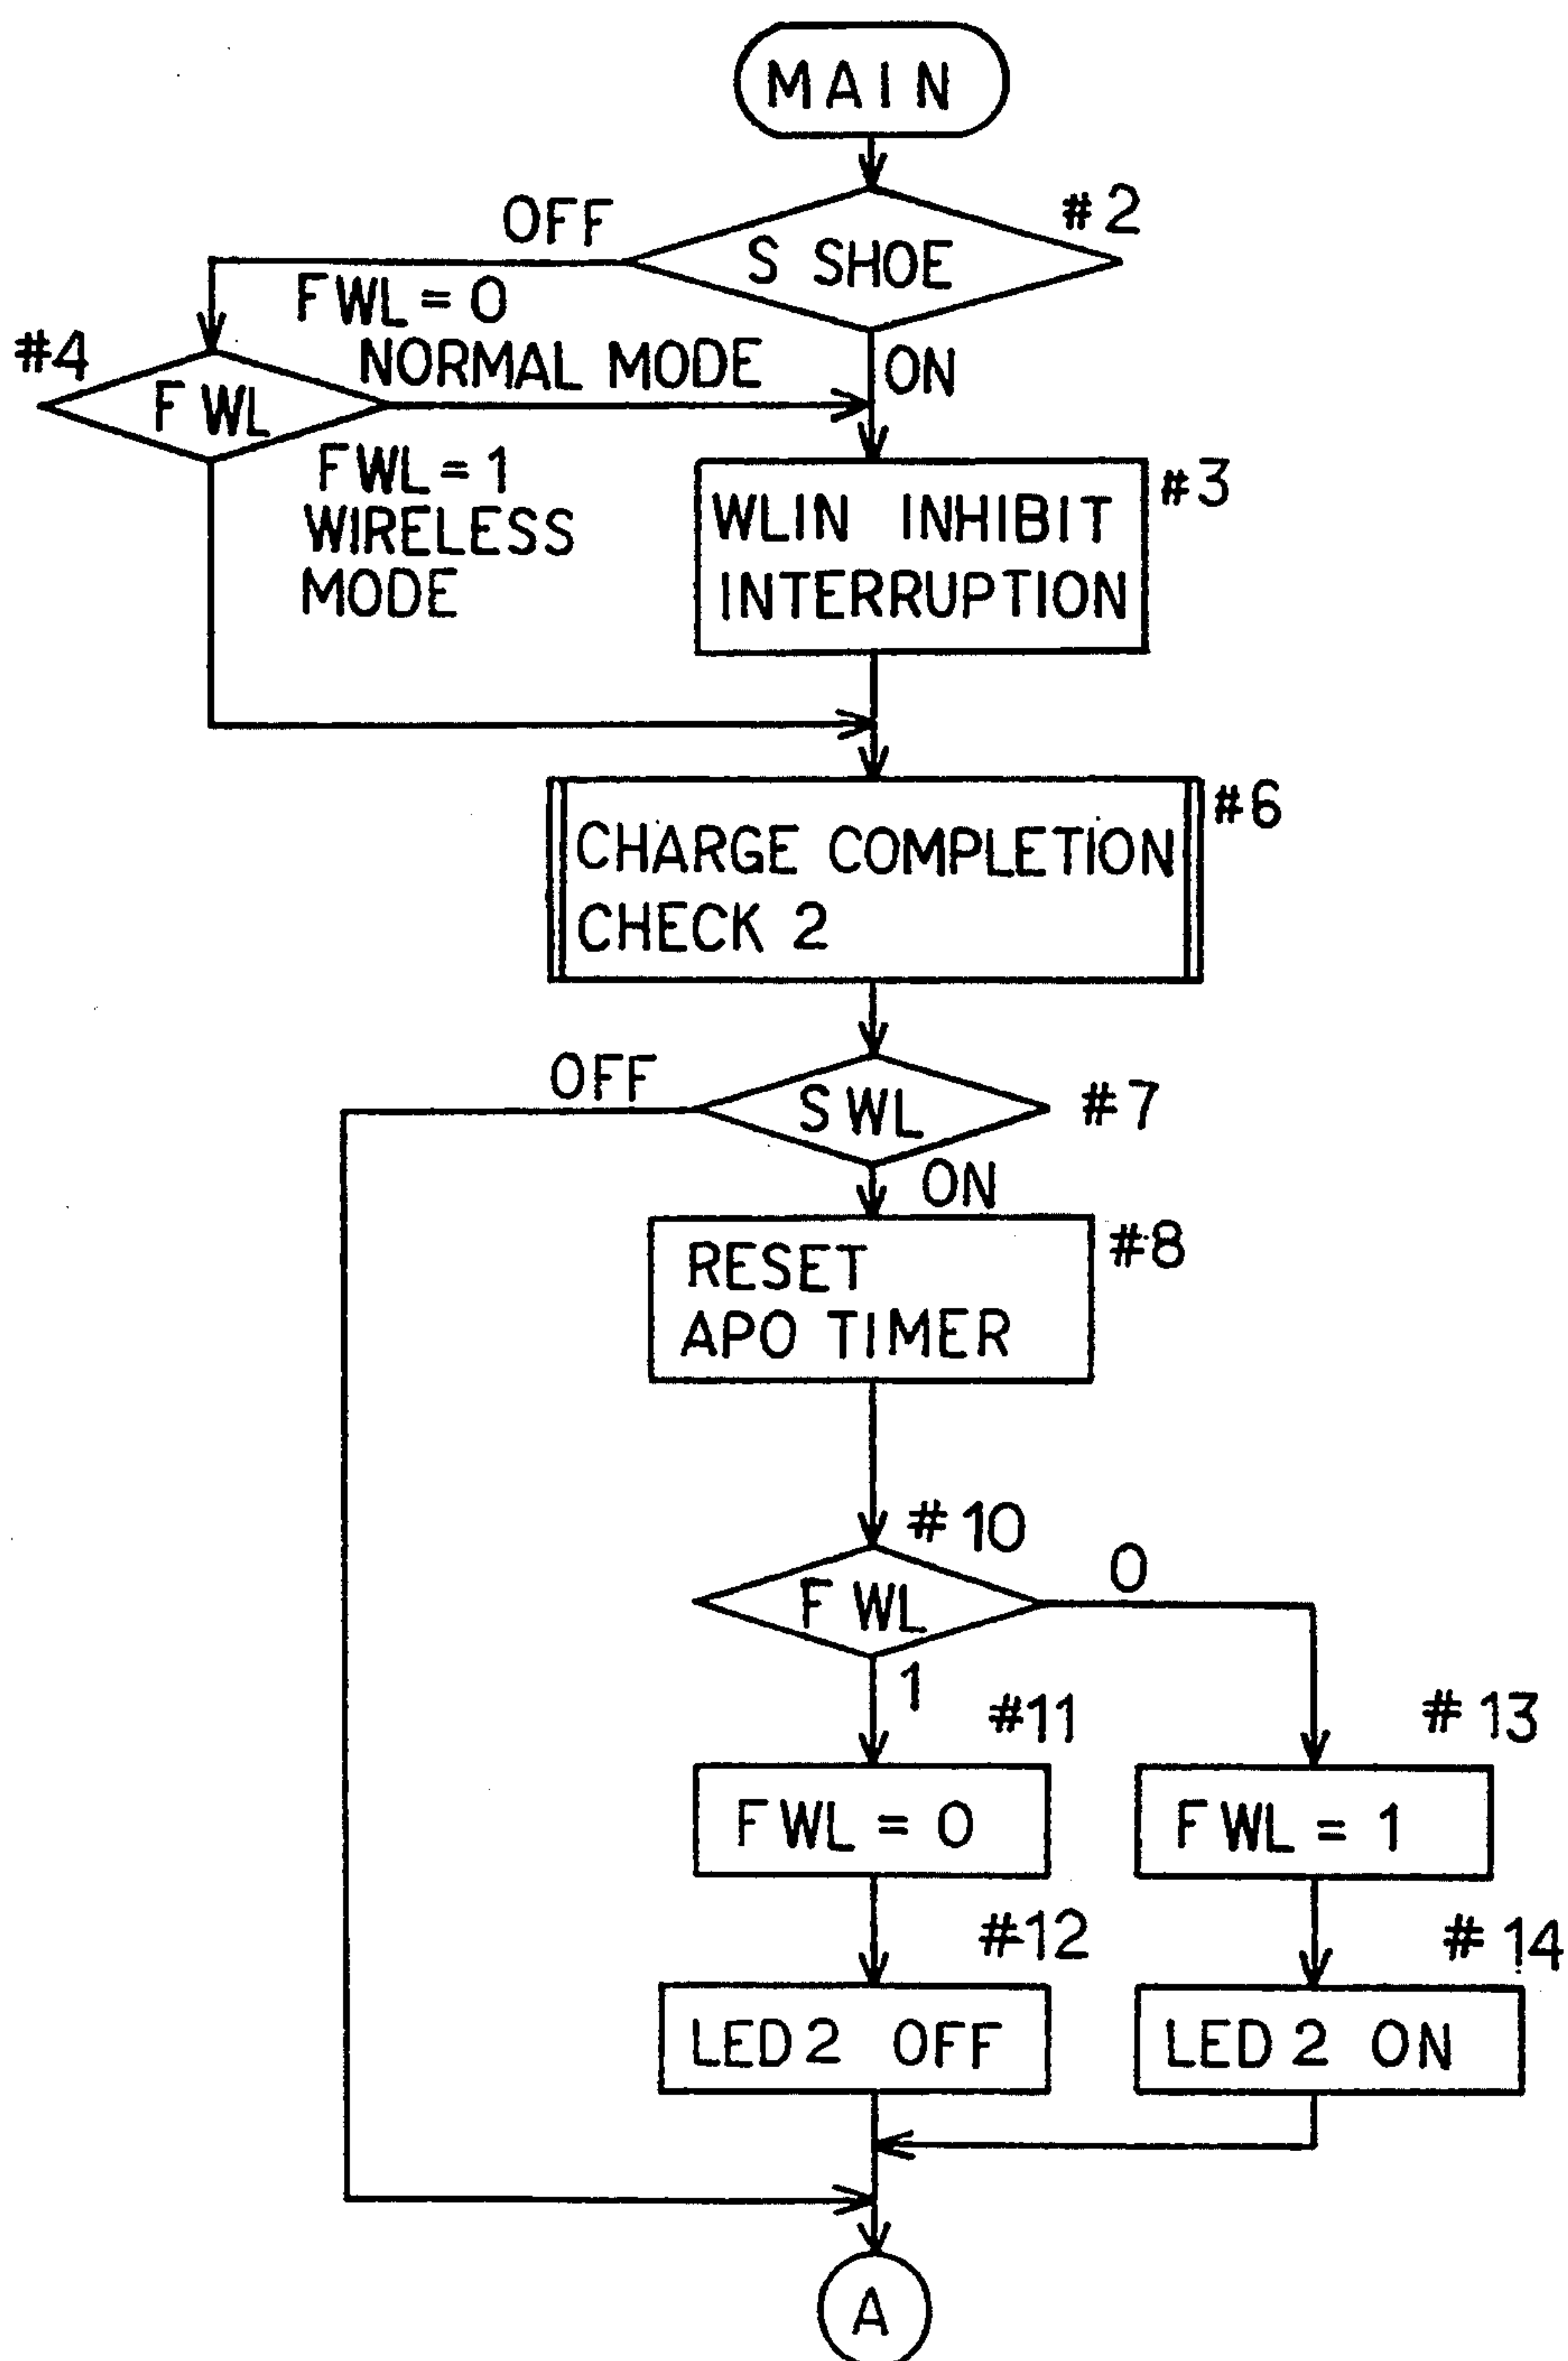 MAIN
#2
OFF
S SHOE
FWL = 0
NORMAL MODE
ON
#4
F WL
FWL = 1
WIRELESS
MODE
#3
WLIN INHIBIT
INTERRUPTION
#6
CHARGE COMPLETION
CHECK 2
OFF
S WL
#7
ON
#8
RESET
APO TIMER
#10
F WL
0
1
#11
#13
F WL = 0
F WL = 1
#12
#14
LED 2 OFF
LED 2 ON
A